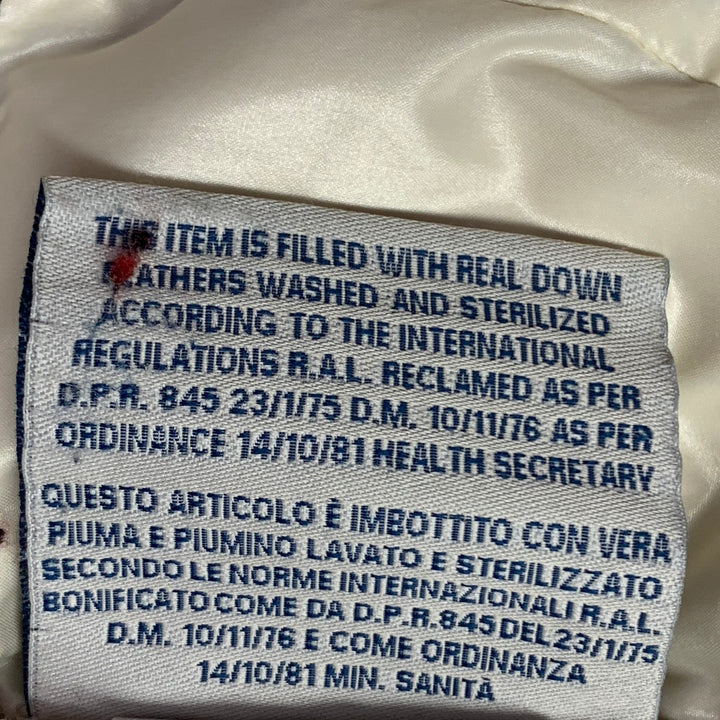 THIS ITEM IS FILLED WITH REAL DOWN
FEATHERS WASHED AND STERILIZED
ACCORDING TO THE INTERNATIONAL
REGULATIONS R.A.L. RECLAMED AS PER
D.P.R. 845 23/1/75 D.M. 10/11/76 AS PER
ORDINANCE 14/10/81 HEALTH SECRETARY
QUESTO ARTICOLO È IMBOTTITO CON VERA
PIUMA E PIUMINO LAVATO E STERILIZZATO
SECONDO LE NORME INTERNAZIONALI R.A.L.
BONIFICATO COME DA D.P.R. 845 DEL 23/1/75
D.M. 10/11/76 E COME ORDINANZA
14/10/81 MIN. SANITÀ